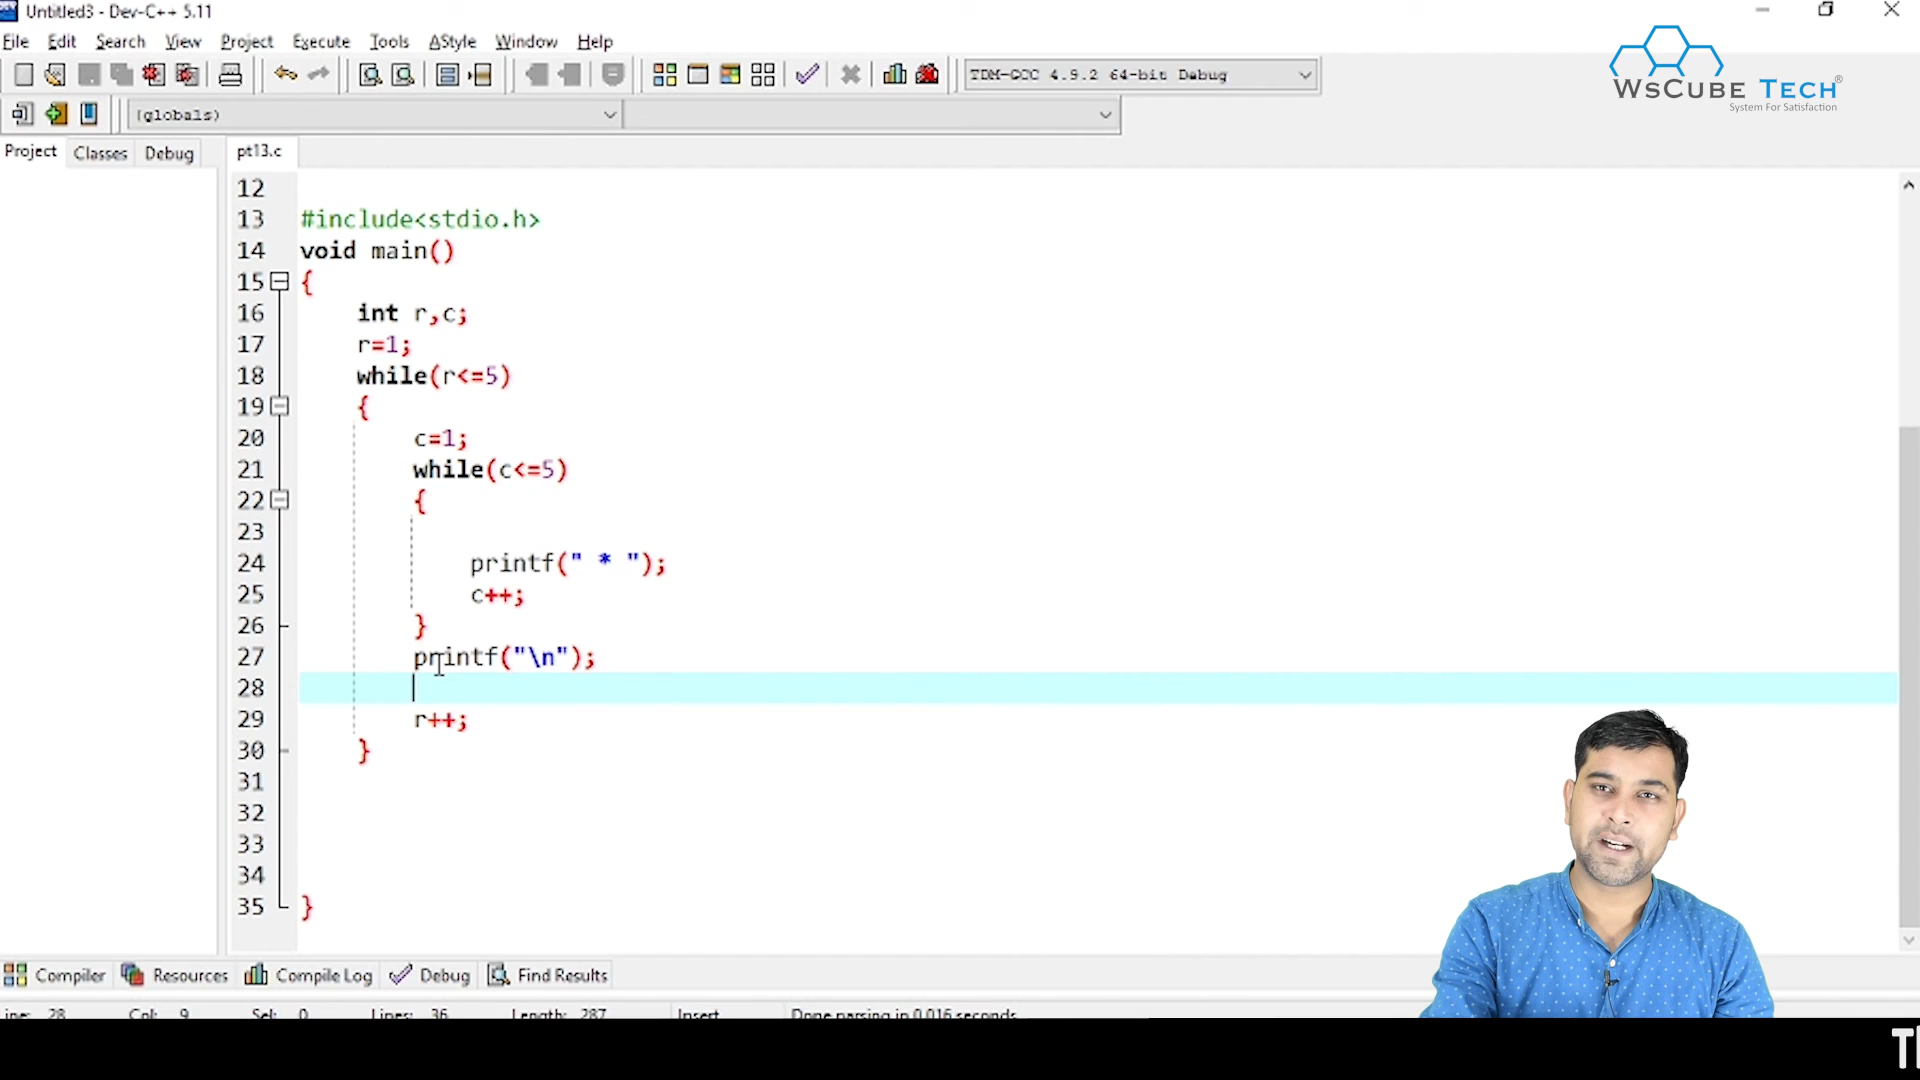 Untitled3 - Dev-C++ 5.11
File Edit Search View Project Execute Tools AStyle Window Help
TDM-GCC 4.9.2 64-bit Debug
WsCube Tech®
System For Satisfaction
(globals)
Project Classes Debug pt13.c
12
13 #include<stdio.h>
14 void main()
15 {
16 int r,c;
17 r=1;
18 while(r<=5)
19 {
20 c=1;
21 while(c<=5)
22 {
23
24 printf(" * ");
25 c++;
26 }
27 printf("\n");
28
29 r++;
30 }
31
32
33
34
35 }
Compiler Resources Compile Log Debug Find Results
Line: 28 Col: 9 Sel: 0 Lines: 36 Length: 287 Insert Done parsing in 0.016 seconds